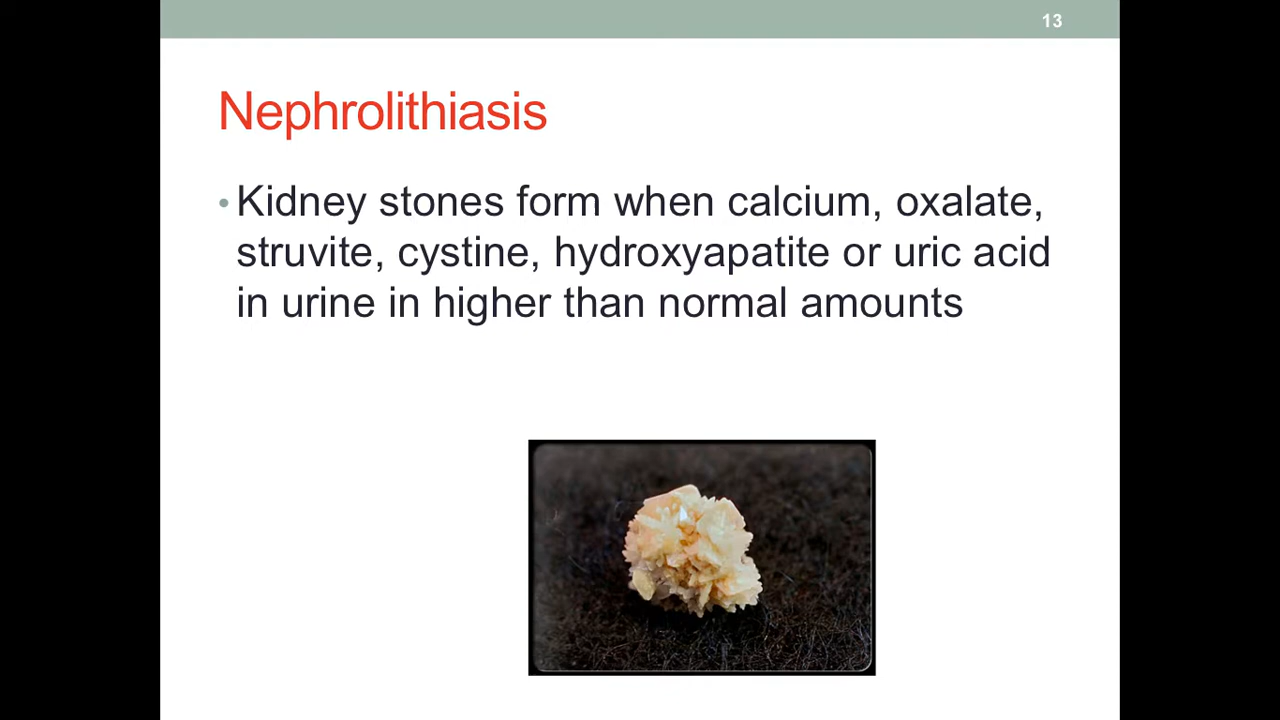 13
Nephrolithiasis
• Kidney stones form when calcium, oxalate,
struvite, cystine, hydroxyapatite or uric acid
in urine in higher than normal amounts